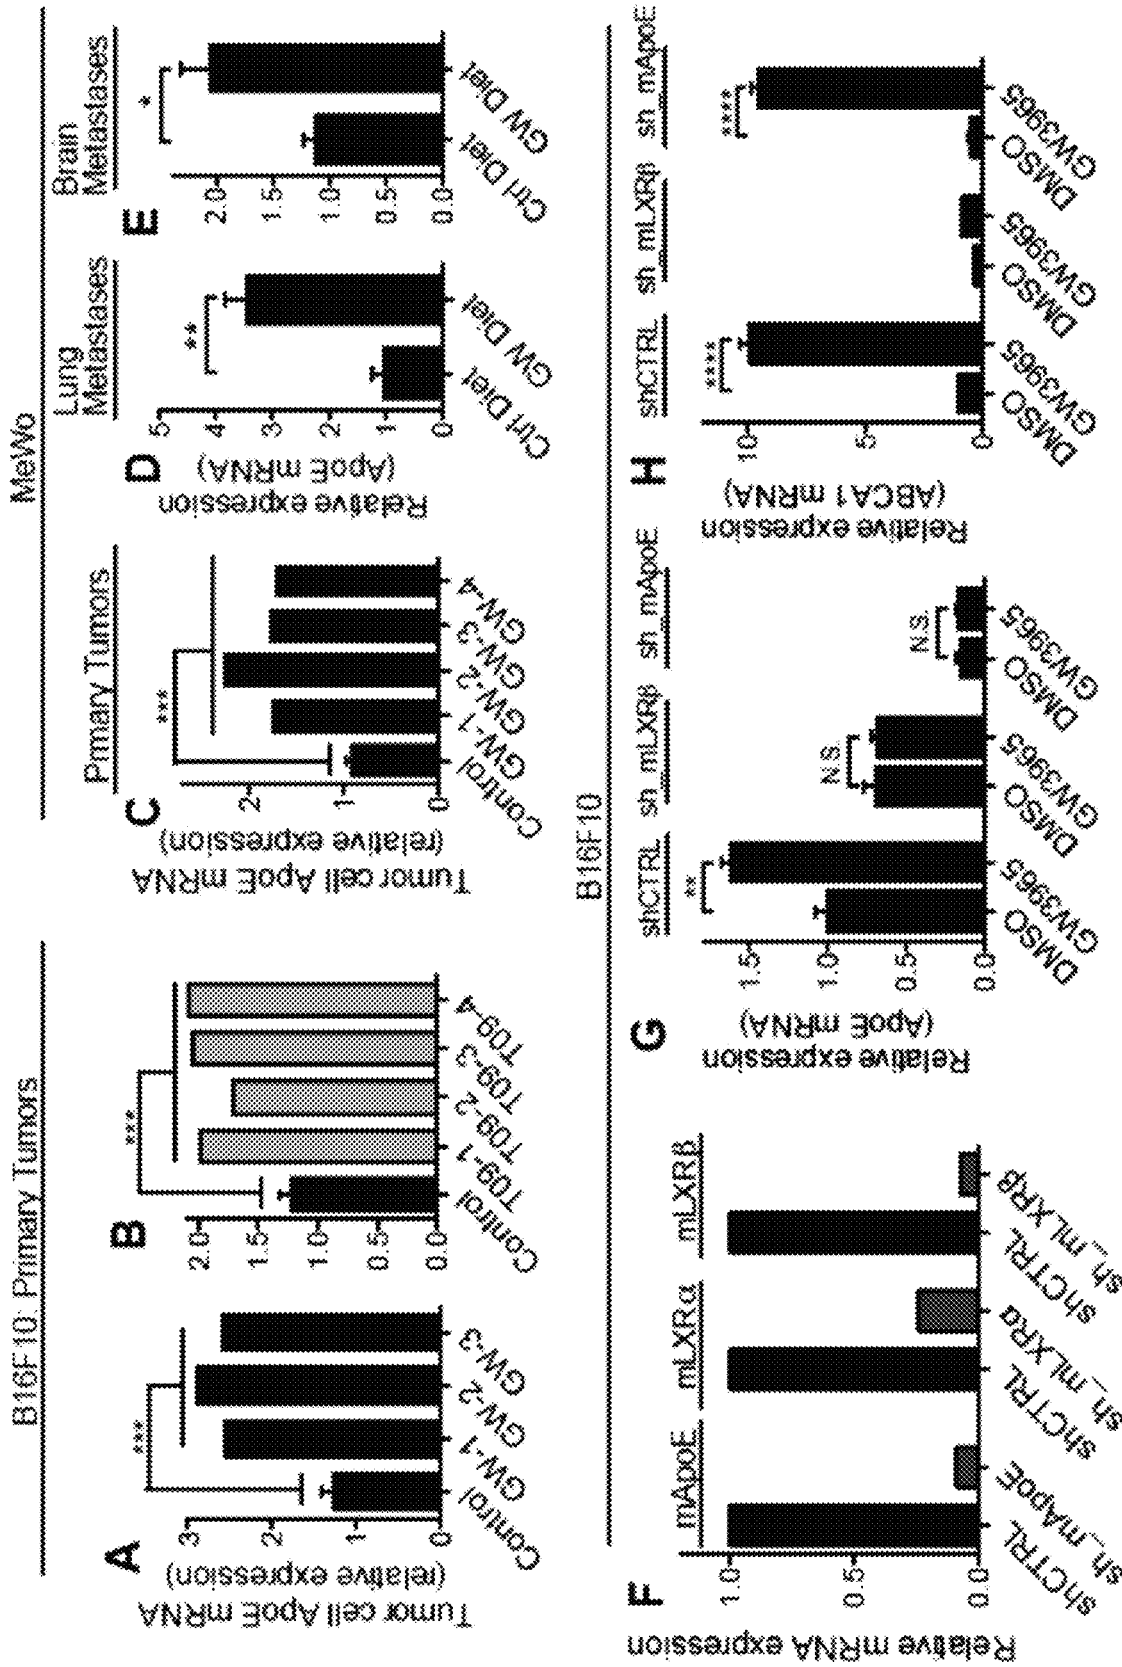 B16F10: Primary Tumors
MeWo
A
Tumor cell ApoE mRNA
(relative expression)
3
2
1
0
***
Control
GW-1
GW-2
GW-3
B
2.0
1.5
1.0
0.5
0.0
***
Control
T09-1
T09-2
T09-3
T09-4
C
Primary Tumors
Tumor cell ApoE mRNA
(relative expression)
2
1
0
***
Control
GW-1
GW-2
GW-3
GW-4
D
Lung
Metastases
Relative expression
(ApoE mRNA)
5
4
3
2
1
0
**
Ctrl Diet
GW Diet
E
Brain
Metastases
2.0
1.5
1.0
0.5
0.0
*
Ctrl Diet
GW Diet
B16F10
F
Relative mRNA expression
1.0
0.5
0.0
mApoE
mLXRα
mLXRβ
shCTRL
sh_mApoE
shCTRL
sh_mLXRα
shCTRL
sh_mLXRβ
G
Relative expression
(ApoE mRNA)
1.5
1.0
0.5
0.0
shCTRL
sh_mLXRβ
sh_mApoE
**
N.S.
N.S.
DMSO
GW3965
DMSO
GW3965
DMSO
GW3965
H
Relative expression
(ABCA1 mRNA)
10
5
0
shCTRL
sh_mLXRβ
sh_mApoE
****
****
DMSO
GW3965
DMSO
GW3965
DMSO
GW3965